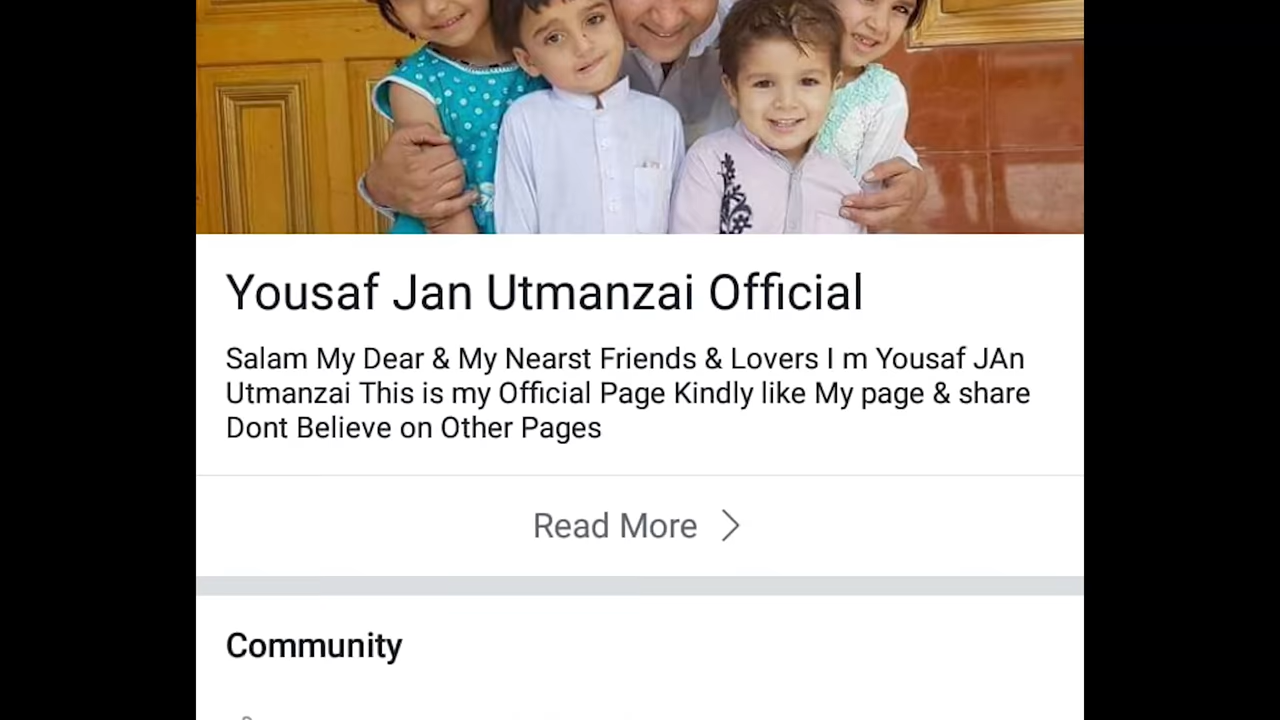 Yousaf Jan Utmanzai Official
Salam My Dear & My Nearst Friends & Lovers I m Yousaf JAn
Utmanzai This is my Official Page Kindly like My page & share
Dont Believe on Other Pages
Read More
Community